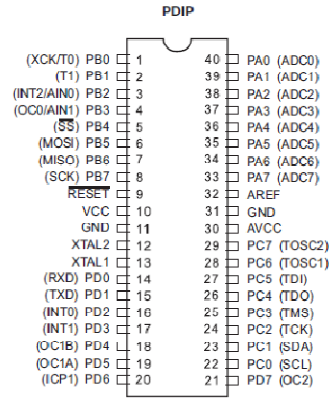 PDIP
(XCK/T0) PB0 1 40 PA0 (ADC0)
(T1) PB1 2 39 PA1 (ADC1)
(INT2/AIN0) PB2 3 38 PA2 (ADC2)
(OC0/AIN1) PB3 4 37 PA3 (ADC3)
(SS) PB4 5 36 PA4 (ADC4)
(MOSI) PB5 6 35 PA5 (ADC5)
(MISO) PB6 7 34 PA6 (ADC6)
(SCK) PB7 8 33 PA7 (ADC7)
RESET 9 32 AREF
VCC 10 31 GND
GND 11 30 AVCC
XTAL2 12 29 PC7 (TOSC2)
XTAL1 13 28 PC6 (TOSC1)
(RXD) PD0 14 27 PC5 (TDI)
(TXD) PD1 15 26 PC4 (TDO)
(INT0) PD2 16 25 PC3 (TMS)
(INT1) PD3 17 24 PC2 (TCK)
(OC1B) PD4 18 23 PC1 (SDA)
(OC1A) PD5 19 22 PC0 (SCL)
(ICP1) PD6 20 21 PD7 (OC2)